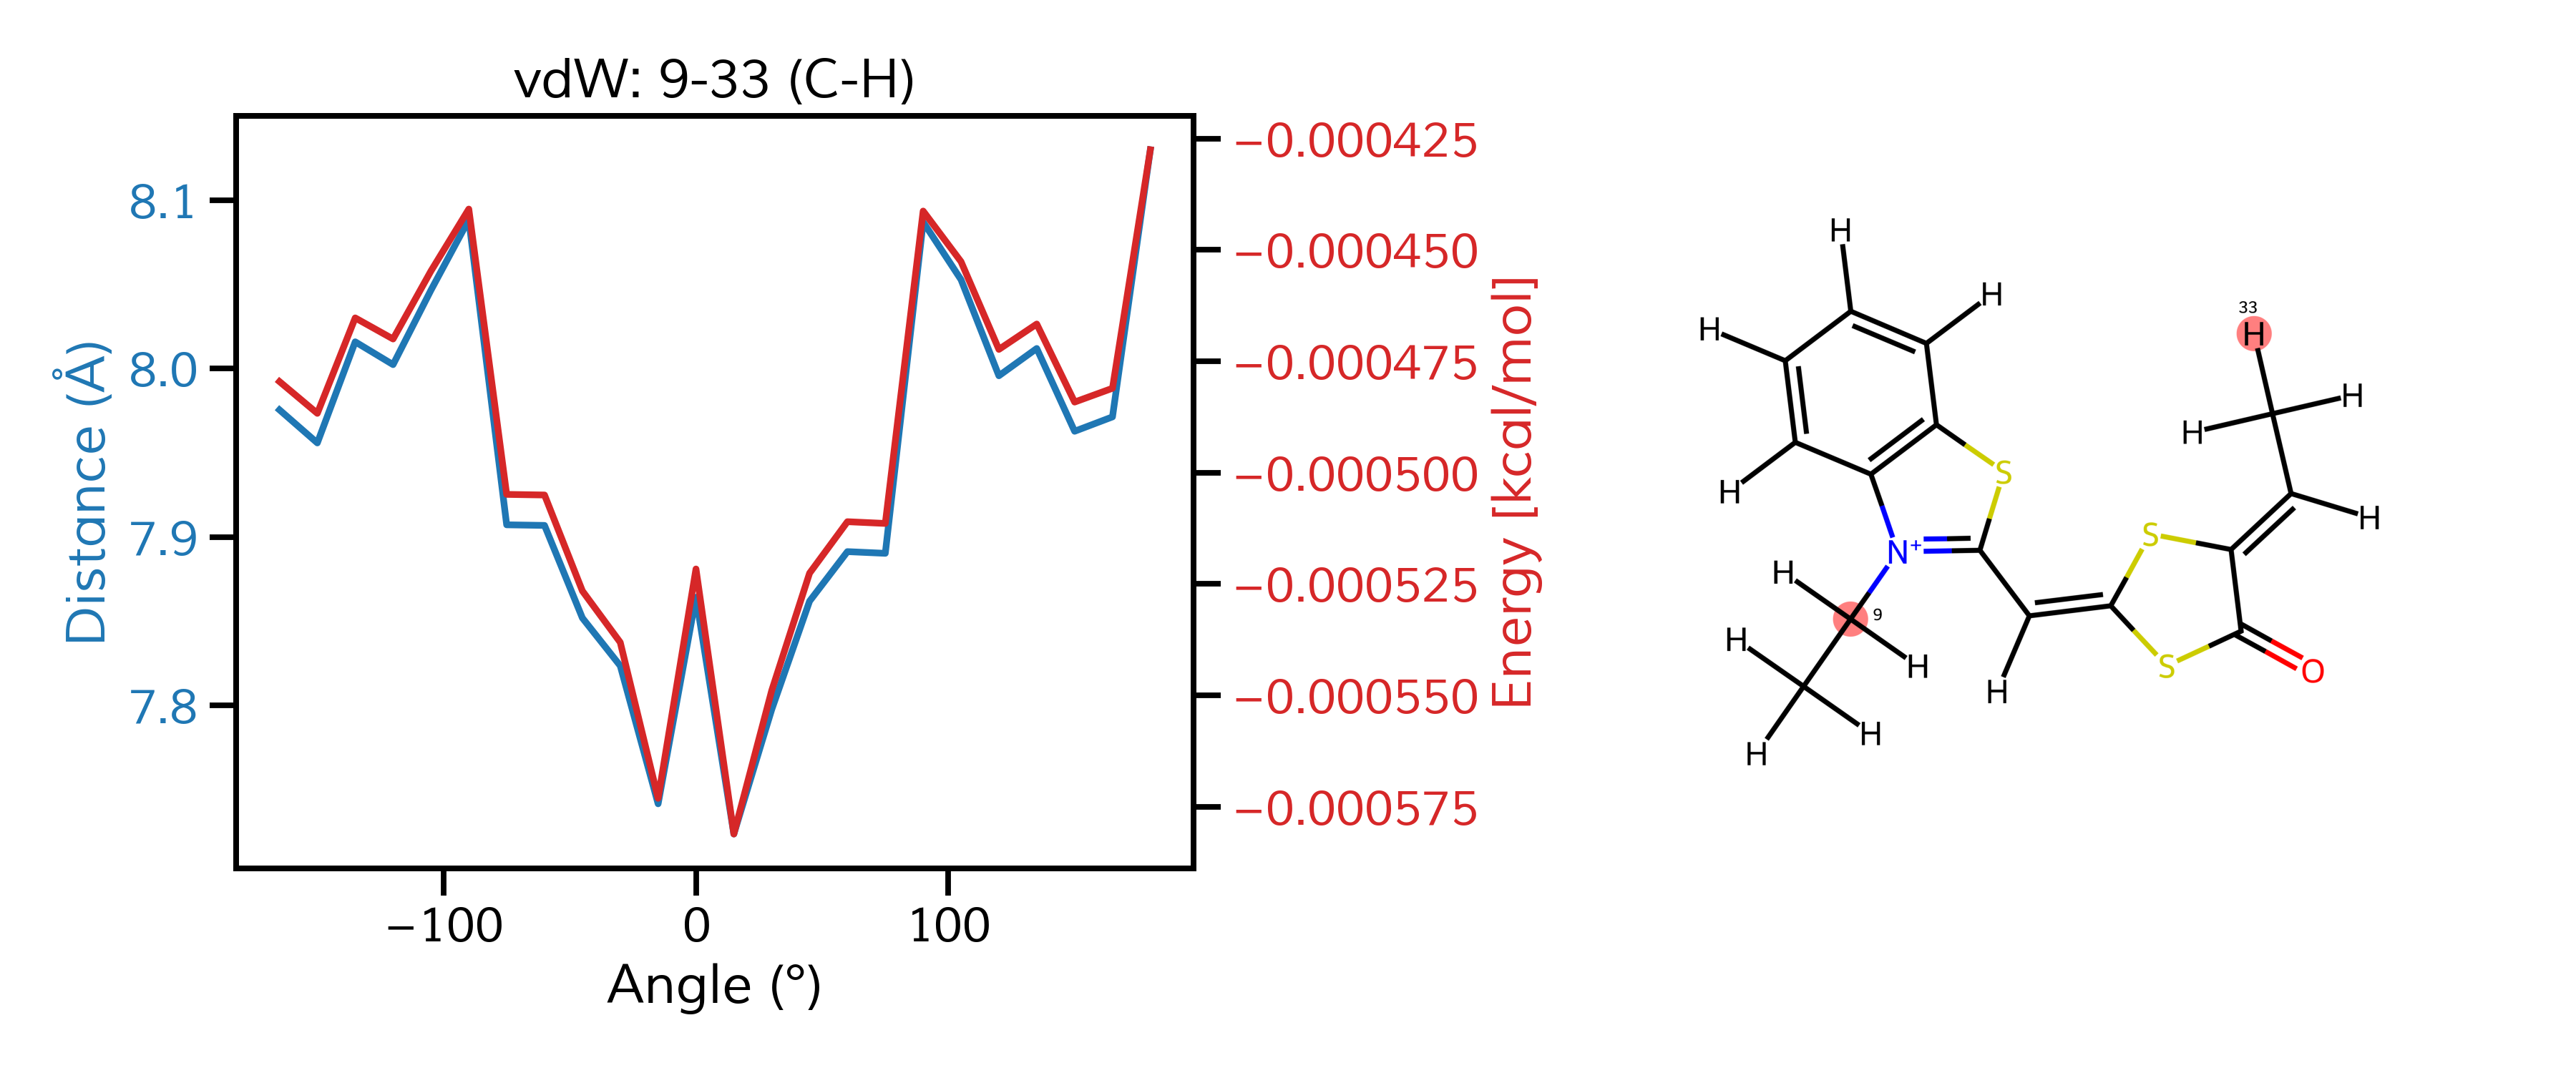 vdW: 9-33 (C-H)
8.1
8.0
7.9
7.8
Distance (Å)
−100
0
100
Angle (°)
−0.000425
−0.000450
−0.000475
−0.000500
−0.000525
−0.000550
−0.000575
Energy [kcal/mol]
H
H
H
33
H
H
H
H
S
H
H
S
N⁺
H
9
H
H
H
S
O
H
H